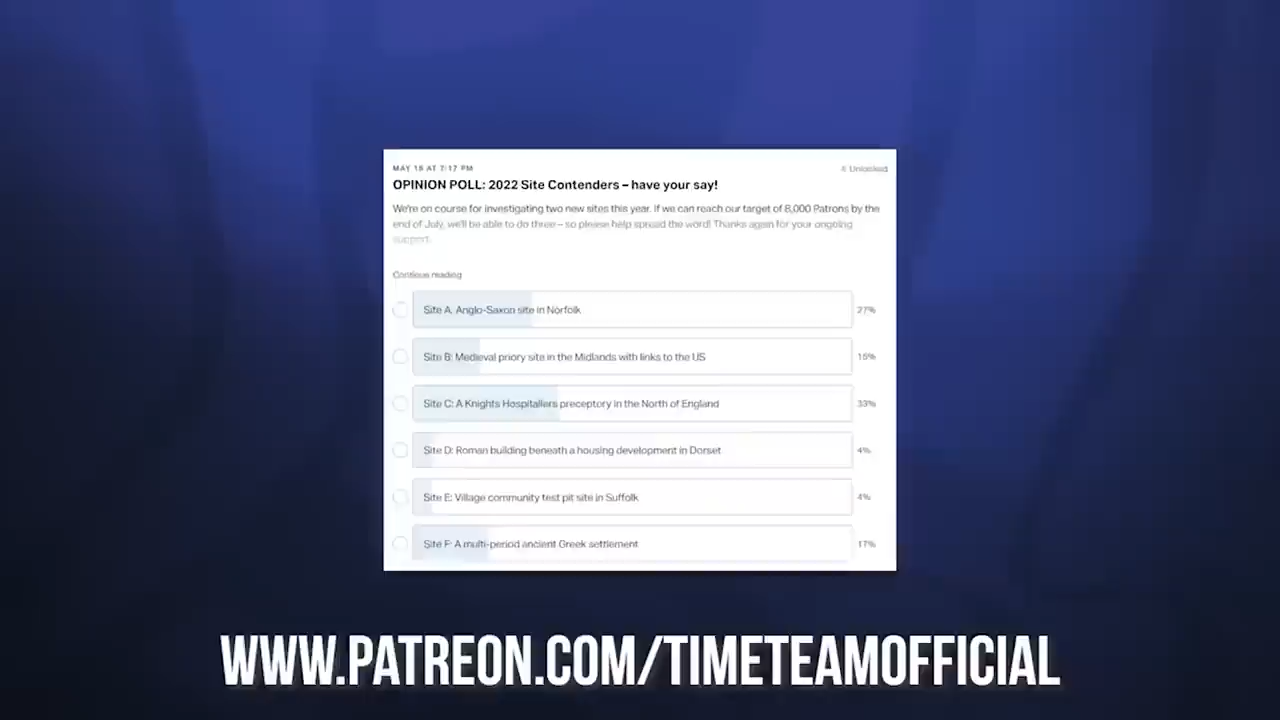 MAY 16 AT 7:17 PM
Unlocked
OPINION POLL: 2022 Site Contenders – have your say!
We're on course for investigating two new sites this year. If we can reach our target of 8,000 Patrons by the
end of July, we'll be able to do three – so please help spread the word! Thanks again for your ongoing
support.
Continue reading
Site A: Anglo-Saxon site in Norfolk
27%
Site B: Medieval priory site in the Midlands with links to the US
15%
Site C: A Knights Hospitallers preceptory in the North of England
33%
Site D: Roman building beneath a housing development in Dorset
4%
Site E: Village community test pit site in Suffolk
4%
Site F: A multi-period ancient Greek settlement
17%
WWW.PATREON.COM/TIMETEAMOFFICIAL